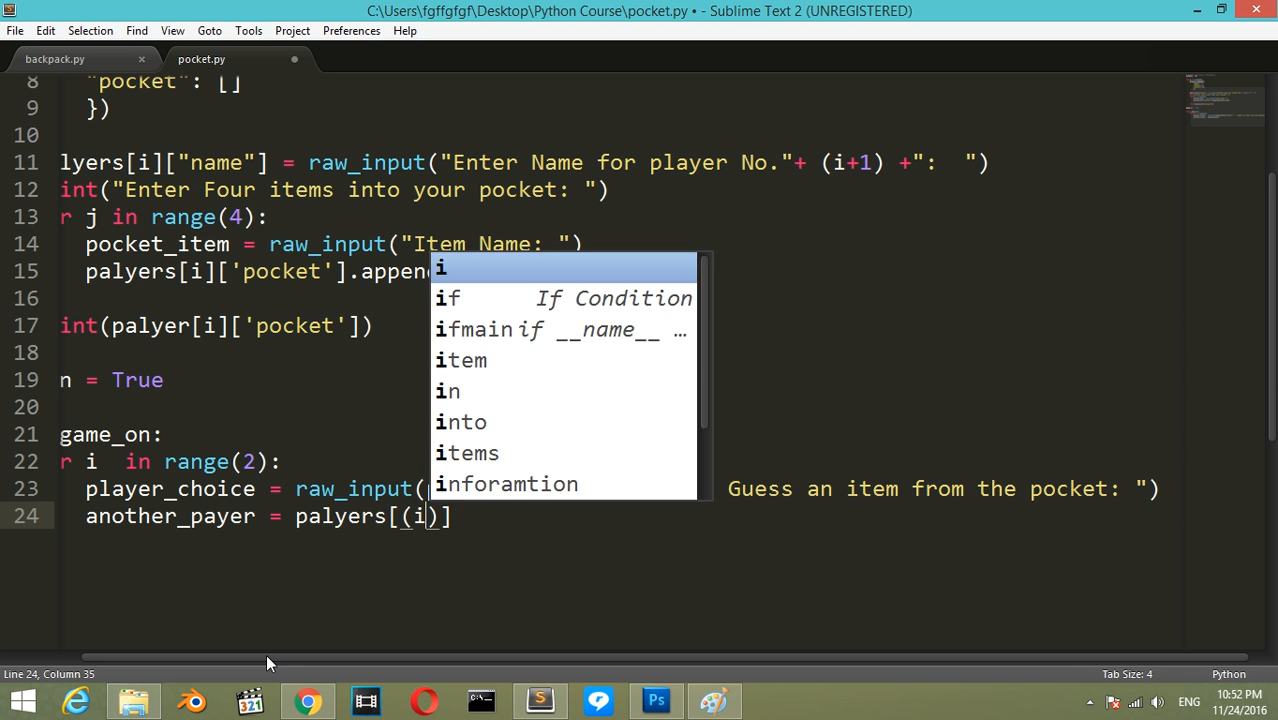 C:\Users\fgffgfgf\Desktop\Python Course\pocket.py • - Sublime Text 2 (UNREGISTERED)
File Edit Selection Find View Goto Tools Project Preferences Help
backpack.py × pocket.py
8 "pocket": []
9 })
10
11 lyers[i]["name"] = raw_input("Enter Name for player No."+ (i+1) +":  ")
12 int("Enter Four items into your pocket: ")
13 r j in range(4):
14 pocket_item = raw_input("Item Name: ")
15 palyers[i]['pocket'].appen
16
17 int(palyer[i]['pocket'])
18
19 n = True
20
21 game_on:
22 r i  in range(2):
23 player_choice = raw_input( Guess an item from the pocket: ")
24 another_payer = palyers[(i)]
i
if If Condition
ifmain if __name__ …
item
in
into
items
inforamtion
Line 24, Column 35 Tab Size: 4 Python
321
ENG
10:52 PM
11/24/2016